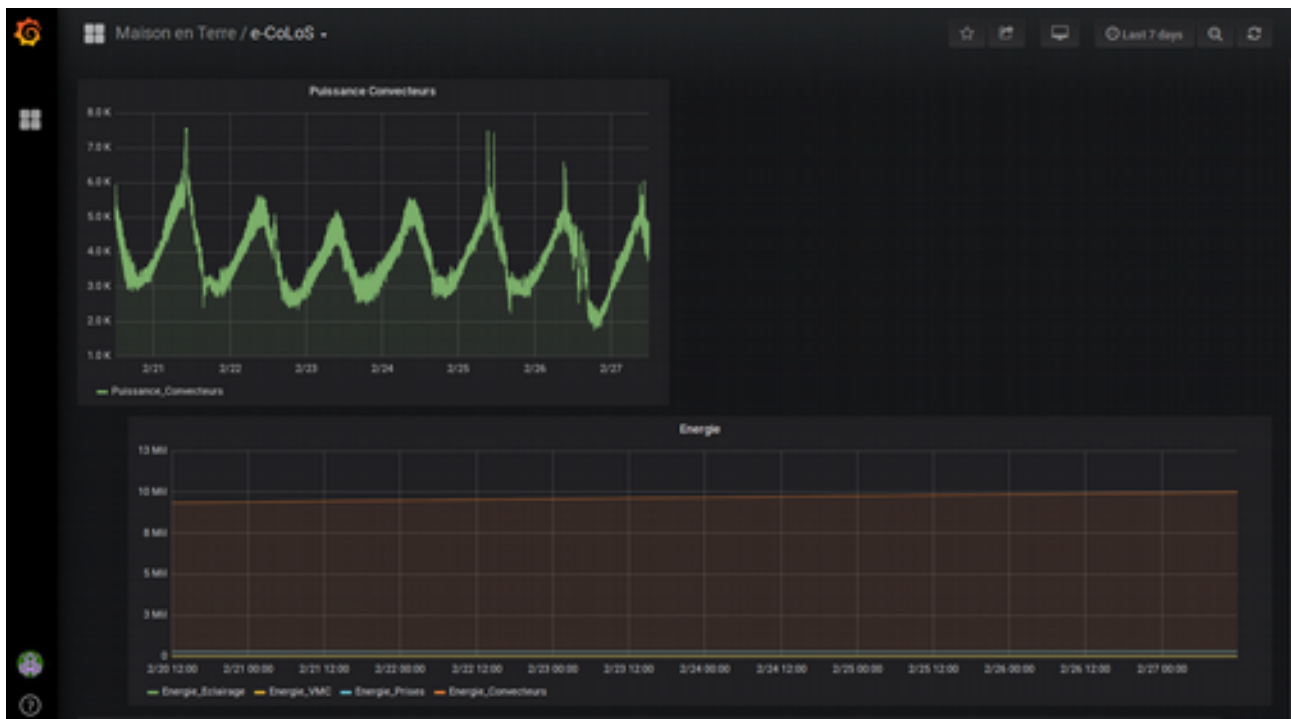 Maison en Terre / e-CoLoS
Last 7 days
Puissance Convecteurs
8.0 K
7.0 K
6.0 K
5.0 K
4.0 K
3.0 K
2.0 K
1.0 K
2/21 2/22 2/23 2/24 2/25 2/26 2/27
Puissance_Convecteurs
Energie
13 Mil
10 Mil
8 Mil
5 Mil
3 Mil
0
2/20 12:00 2/21 00:00 2/21 12:00 2/22 00:00 2/22 12:00 2/23 00:00 2/23 12:00 2/24 00:00 2/24 12:00 2/25 00:00 2/25 12:00 2/26 00:00 2/26 12:00 2/27 00:00
Energie_Eclairage Energie_VMC Energie_Prises Energie_Convecteurs
?